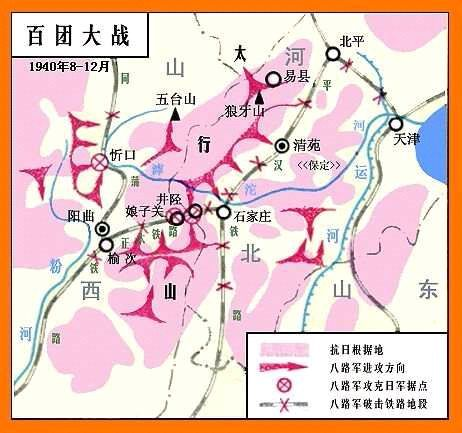 百团大战
1940年8-12月
山
西
河
北
山
东
太
行
山
北平
天津
易县
狼牙山
五台山
清苑
<<保定>>
忻口
阳曲
榆次
娘子关
井陉
石家庄
同
蒲
铁
路
平
汉
铁
路
正
铁
路
滹
沱
河
汾
河
运
河
抗日根据地
八路军进攻方向
八路军攻克日军据点
八路军破击铁路地段